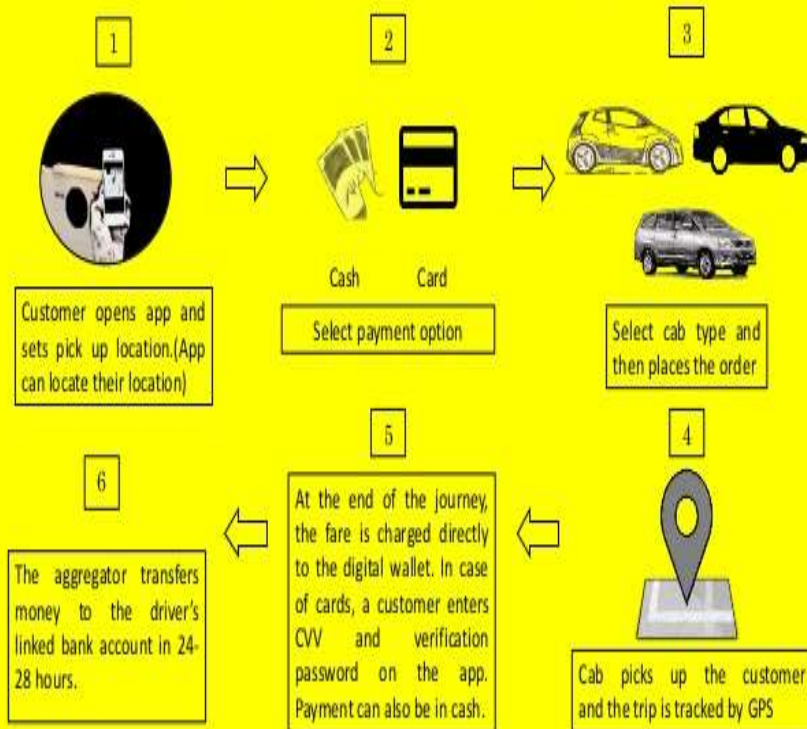 1
Customer opens app and
sets pick up location.(App
can locate their location)
2
Cash Card
Select payment option
3
Select cab type and
then places the order
4
Cab picks up the customer
and the trip is tracked by GPS
5
At the end of the journey,
the fare is charged directly
to the digital wallet. In case
of cards, a customer enters
CVV and verification
password on the app.
Payment can also be in cash.
6
The aggregator transfers
money to the driver's
linked bank account in 24-
28 hours.